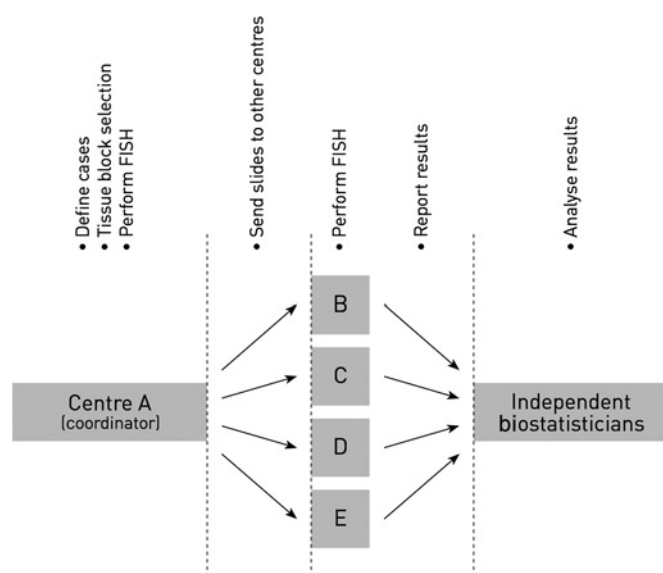 • Define cases
• Tissue block selection
• Perform FISH
• Send slides to other centres
• Perform FISH
• Report results
• Analyse results
B
C
D
E
Centre A
(coordinator)
Independent
biostatisticians